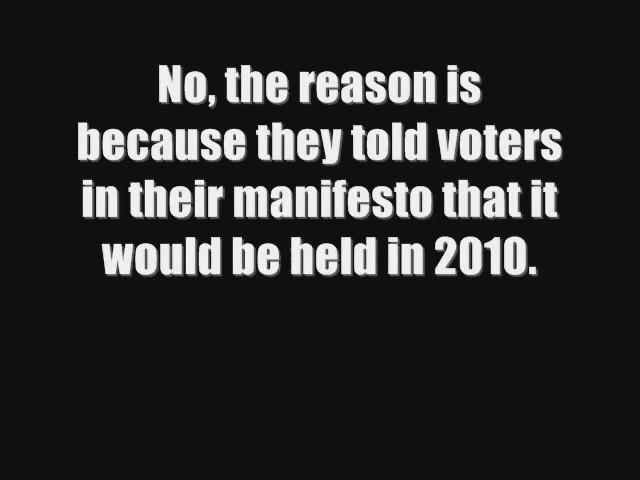 No, the reason is
because they told voters
in their manifesto that it
would be held in 2010.